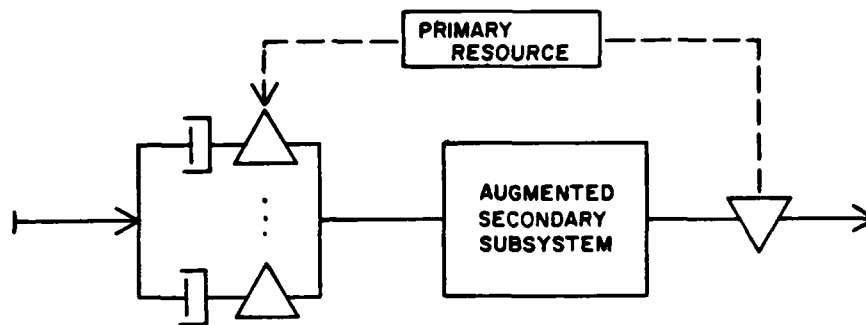 PRIMARY
RESOURCE
AUGMENTED
SECONDARY
SUBSYSTEM